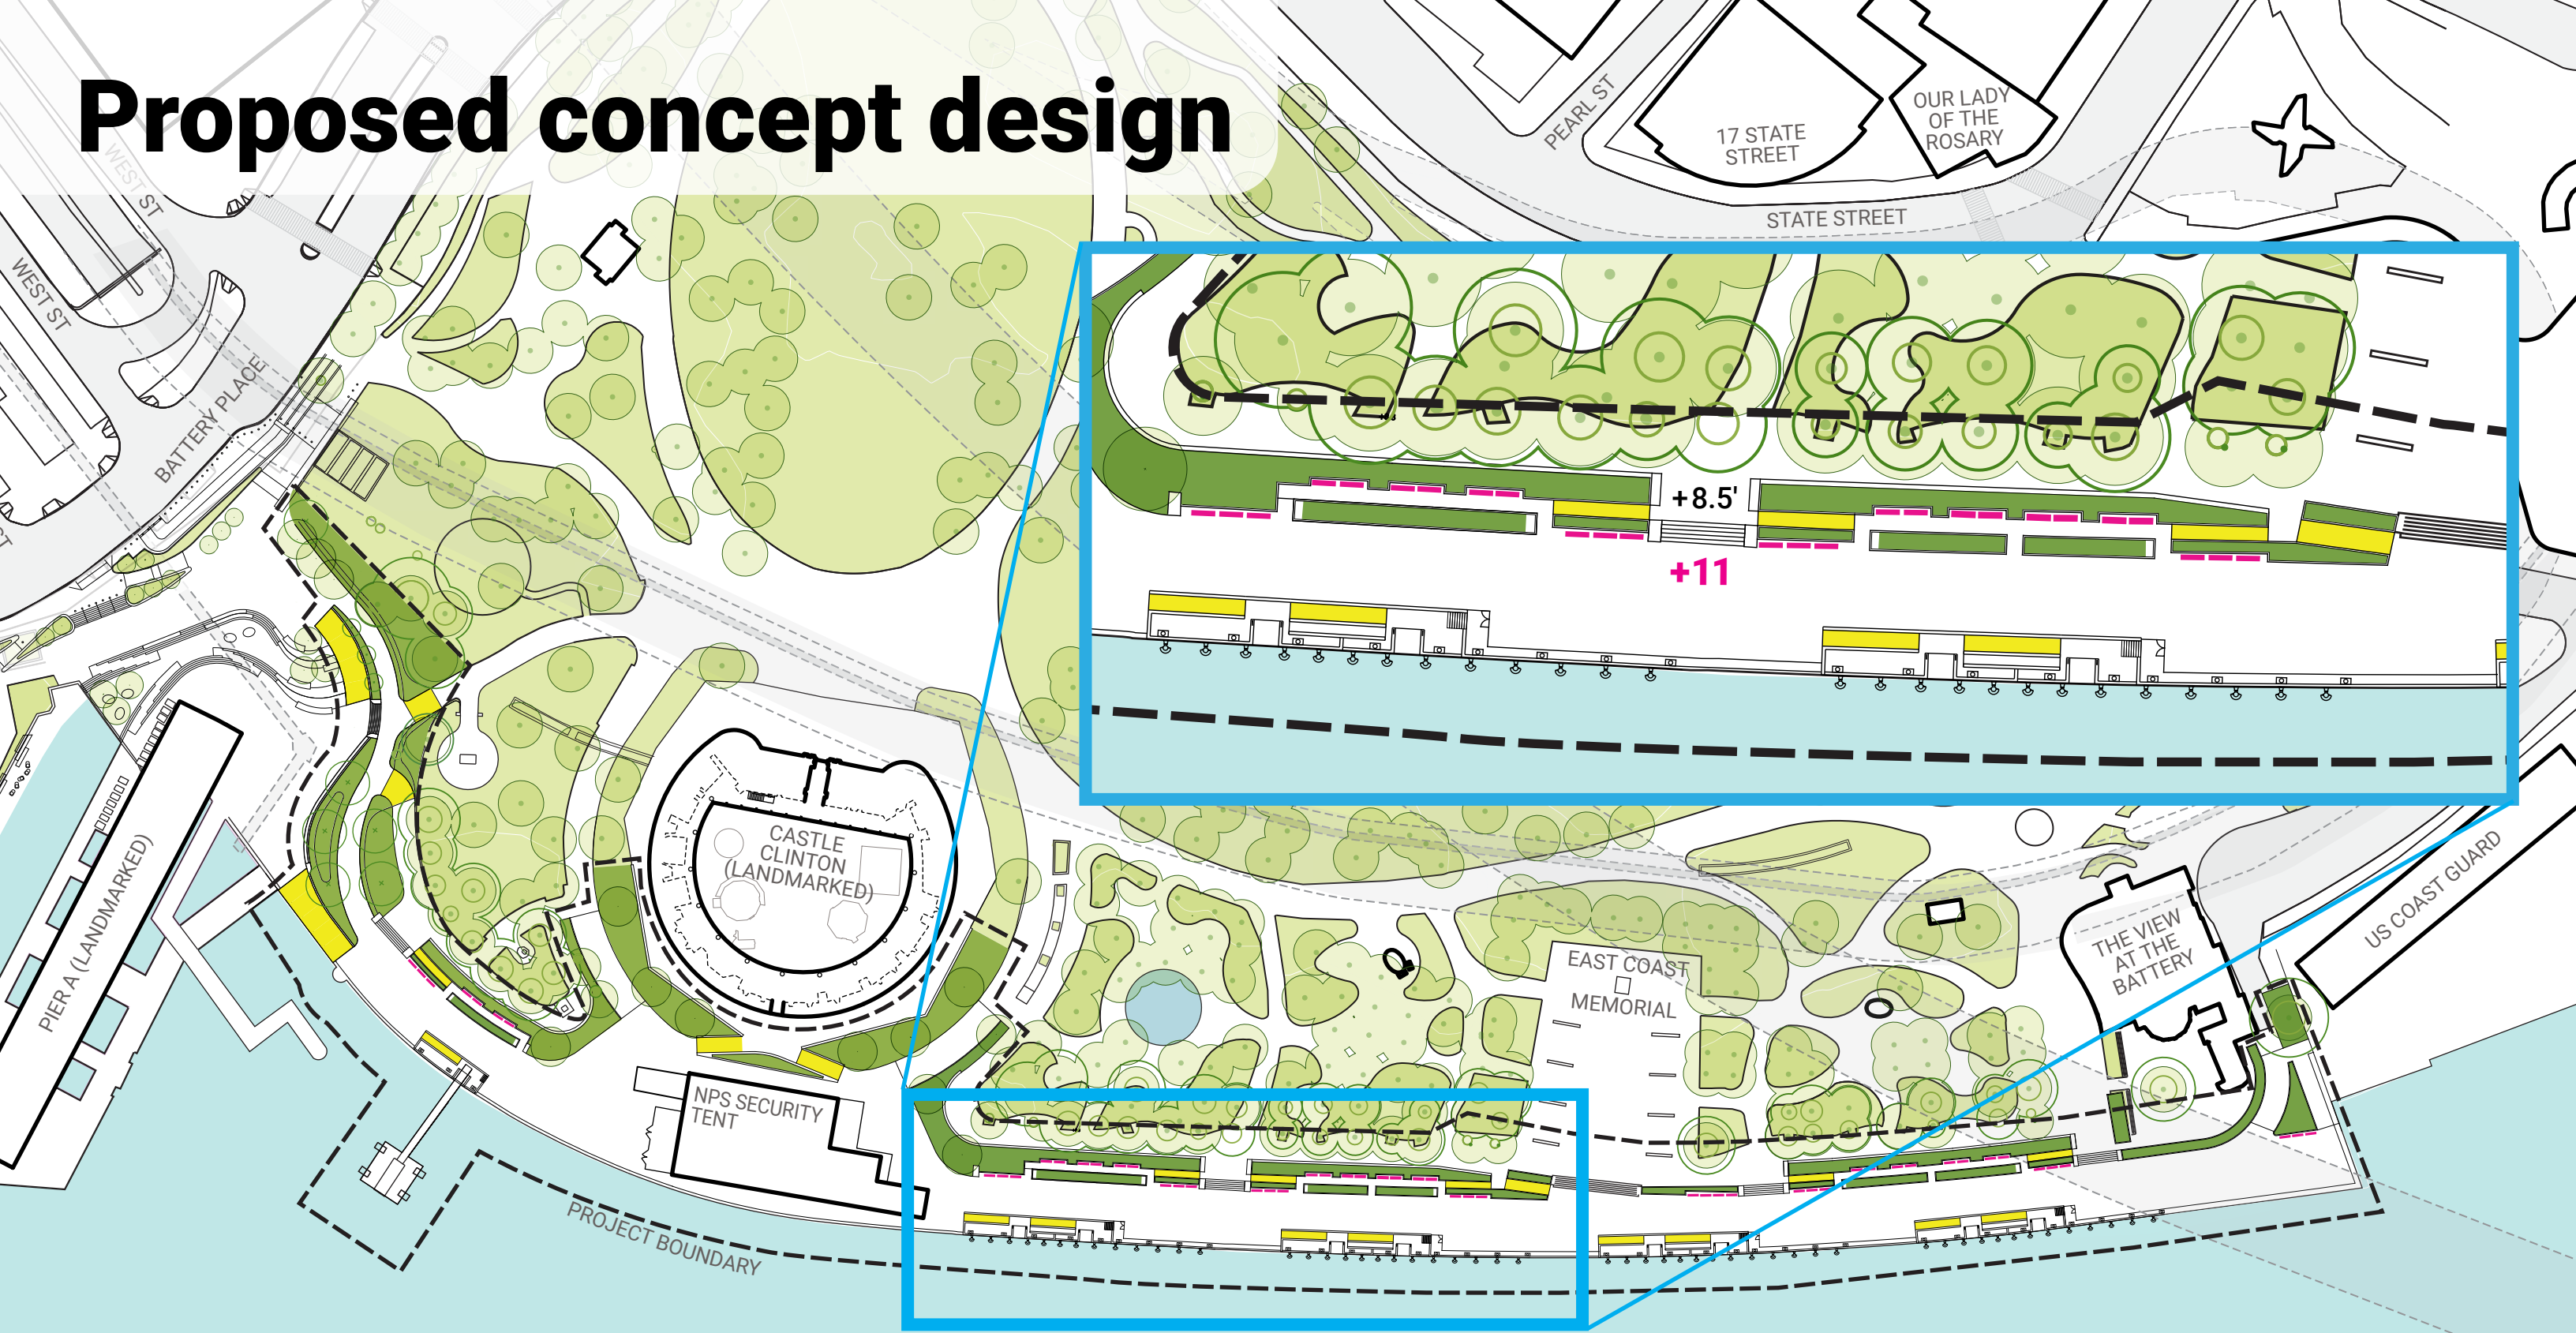 Proposed concept design
WEST ST
WEST ST
BATTERY PLACE
PEARL ST
17 STATE
STREET
OUR LADY
OF THE
ROSARY
STATE STREET
+8.5'
+11
PIER A (LANDMARKED)
CASTLE
CLINTON
(LANDMARKED)
NPS SECURITY
TENT
PROJECT BOUNDARY
EAST COAST
MEMORIAL
THE VIEW
AT THE
BATTERY
US COAST GUARD